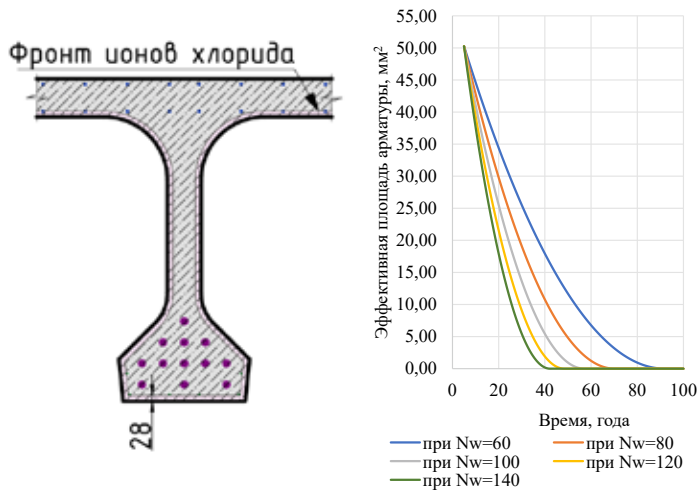 Фронт ионов хлорида
28
Эффективная площадь арматуры, мм²
55,00
50,00
45,00
40,00
35,00
30,00
25,00
20,00
15,00
10,00
5,00
0,00
0 20 40 60 80 100
Время, года
при Nw=60 при Nw=80
при Nw=100 при Nw=120
при Nw=140